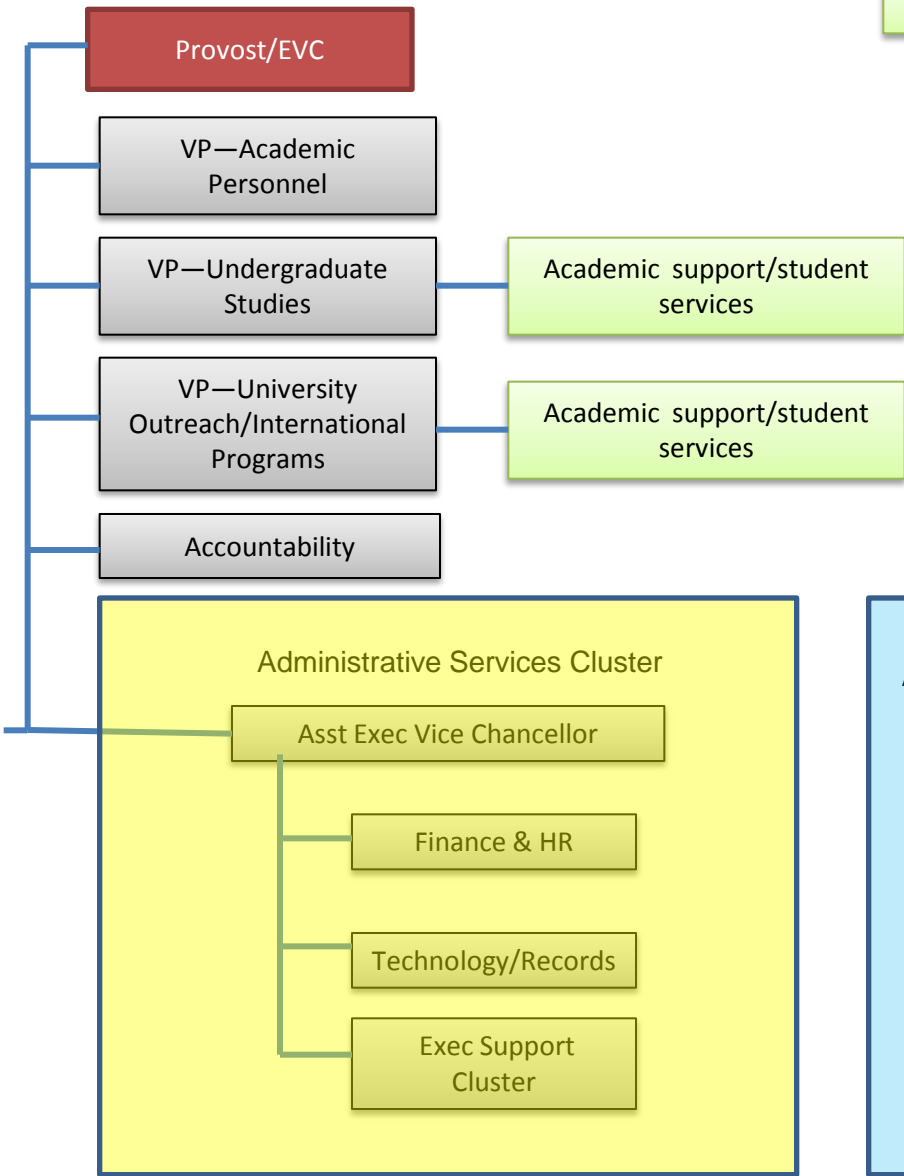 Provost/EVC
VP—Academic
Personnel
VP—Undergraduate
Studies
Academic support/student
services
VP—University
Outreach/International
Programs
Academic support/student
services
Accountability
Administrative Services Cluster
Asst Exec Vice Chancellor
Finance & HR
Technology/Records
Exec Support
Cluster